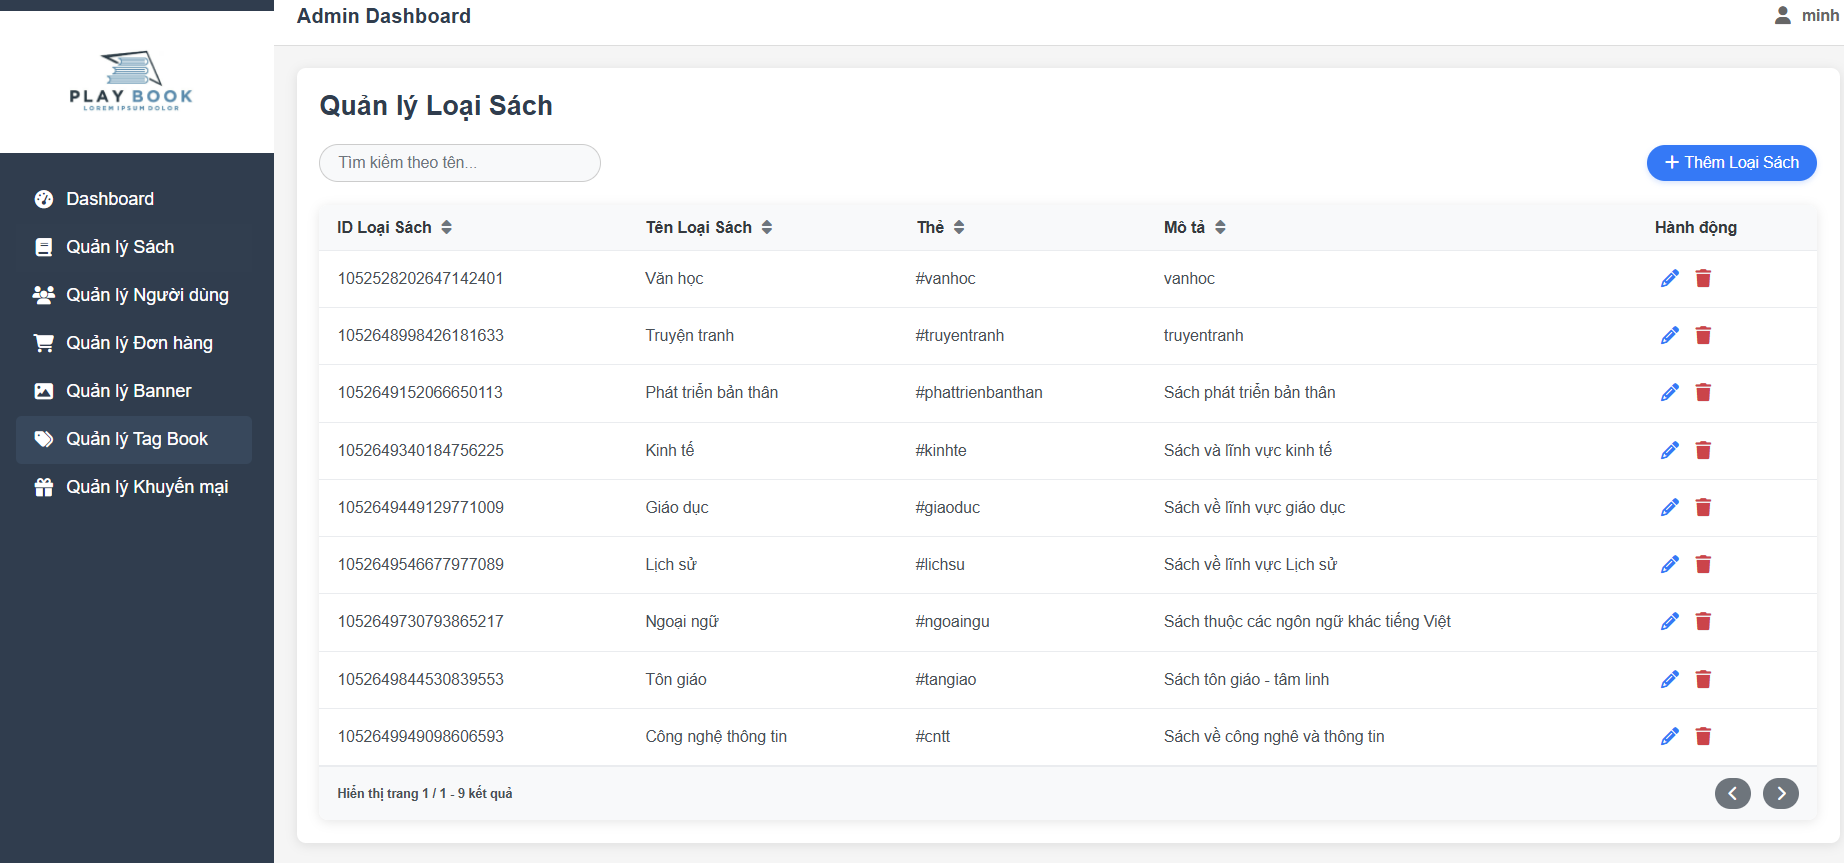 Admin Dashboard
minh
PLAY BOOK
LOREM IPSUM DOLOR
Dashboard
Quản lý Sách
Quản lý Người dùng
Quản lý Đơn hàng
Quản lý Banner
Quản lý Tag Book
Quản lý Khuyến mại
Quản lý Loại Sách
Tìm kiếm theo tên...
+ Thêm Loại Sách
ID Loại Sách Tên Loại Sách Thẻ Mô tả Hành động
1052528202647142401 Văn học #vanhoc vanhoc
1052648998426181633 Truyện tranh #truyentranh truyentranh
1052649152066650113 Phát triển bản thân #phattrienbanthan Sách phát triển bản thân
1052649340184756225 Kinh tế #kinhte Sách và lĩnh vực kinh tế
1052649449129771009 Giáo dục #giaoduc Sách về lĩnh vực giáo dục
1052649546677977089 Lịch sử #lichsu Sách về lĩnh vực Lịch sử
1052649730793865217 Ngoại ngữ #ngoaingu Sách thuộc các ngôn ngữ khác tiếng Việt
1052649844530839553 Tôn giáo #tangiao Sách tôn giáo - tâm linh
1052649949098606593 Công nghệ thông tin #cntt Sách về công nghê và thông tin
Hiển thị trang 1 / 1 - 9 kết quả